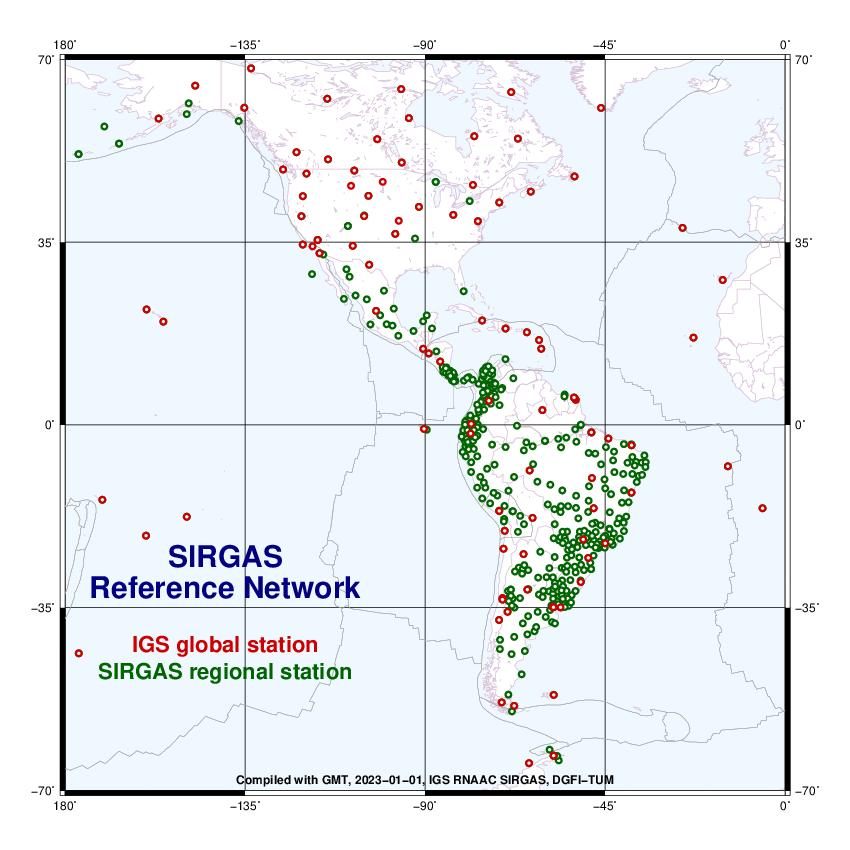 180˚ −135˚ −90˚ −45˚ 0˚
70˚ 70˚
35˚ 35˚
0˚ 0˚
SIRGAS
Reference Network
−35˚ −35˚
IGS global station
SIRGAS regional station
Compiled with GMT, 2023−01−01, IGS RNAAC SIRGAS, DGFI−TUM
−70˚ −70˚
180˚ −135˚ −90˚ −45˚ 0˚